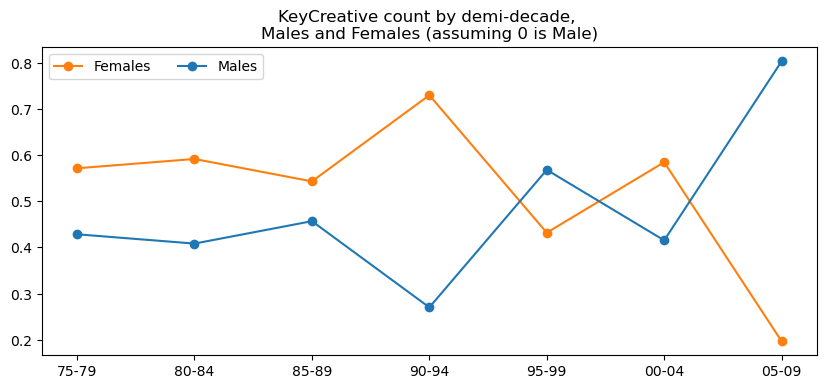 KeyCreative count by demi-decade,
Males and Females (assuming 0 is Male)
Females Males
0.8
0.7
0.6
0.5
0.4
0.3
0.2
75-79 80-84 85-89 90-94 95-99 00-04 05-09